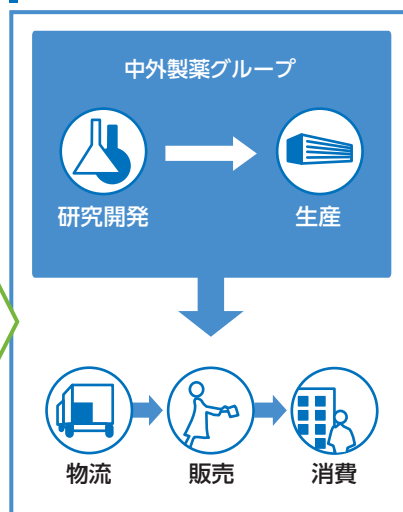 中外製薬グループ
研究開発
生産
物流
販売
消費